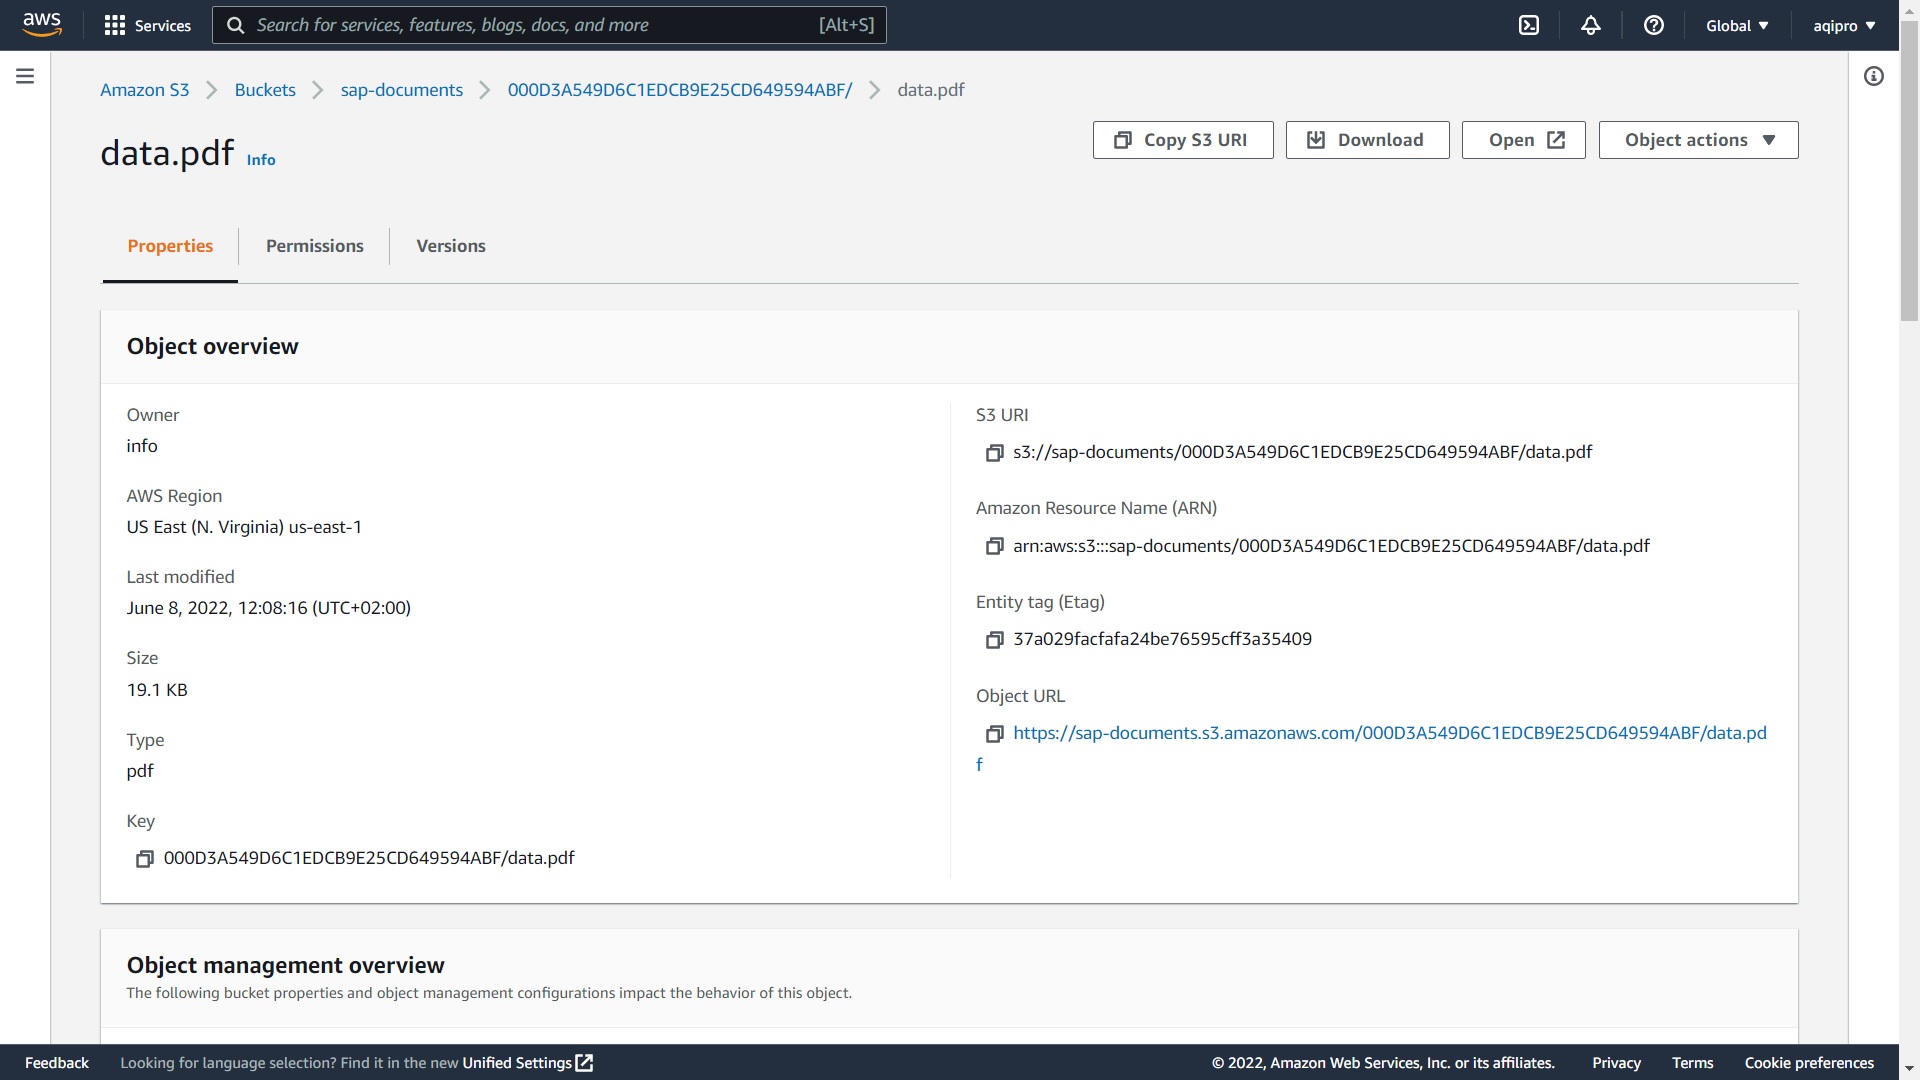 aws Services Search for services, features, blogs, docs, and more [Alt+S] Global aqipro
Amazon S3 Buckets sap-documents 000D3A549D6C1EDCB9E25CD649594ABF/ data.pdf
data.pdf Info
Copy S3 URI Download Open Object actions
Properties Permissions Versions
Object overview
Owner
info
AWS Region
US East (N. Virginia) us-east-1
Last modified
June 8, 2022, 12:08:16 (UTC+02:00)
Size
19.1 KB
Type
pdf
Key
000D3A549D6C1EDCB9E25CD649594ABF/data.pdf
S3 URI
s3://sap-documents/000D3A549D6C1EDCB9E25CD649594ABF/data.pdf
Amazon Resource Name (ARN)
arn:aws:s3:::sap-documents/000D3A549D6C1EDCB9E25CD649594ABF/data.pdf
Entity tag (Etag)
37a029facfafa24be76595cff3a35409
Object URL
https://sap-documents.s3.amazonaws.com/000D3A549D6C1EDCB9E25CD649594ABF/data.pd
f
Object management overview
The following bucket properties and object management configurations impact the behavior of this object.
Feedback Looking for language selection? Find it in the new Unified Settings © 2022, Amazon Web Services, Inc. or its affiliates. Privacy Terms Cookie preferences